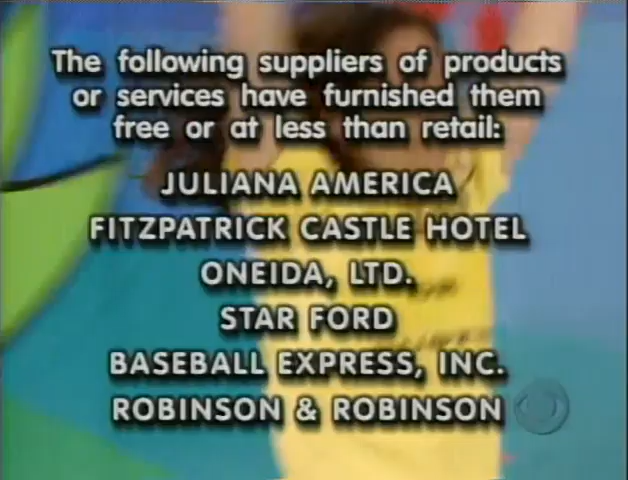 The following suppliers of products
or services have furnished them
free or at less than retail:
JULIANA AMERICA
FITZPATRICK CASTLE HOTEL
ONEIDA, LTD.
STAR FORD
BASEBALL EXPRESS, INC.
ROBINSON & ROBINSON